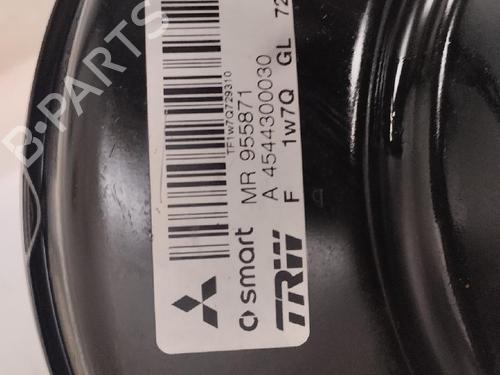 TF1w7Q729310
smart MR 955871
A 4544300030
TRW F 1w7Q GL 72
B-PARTS